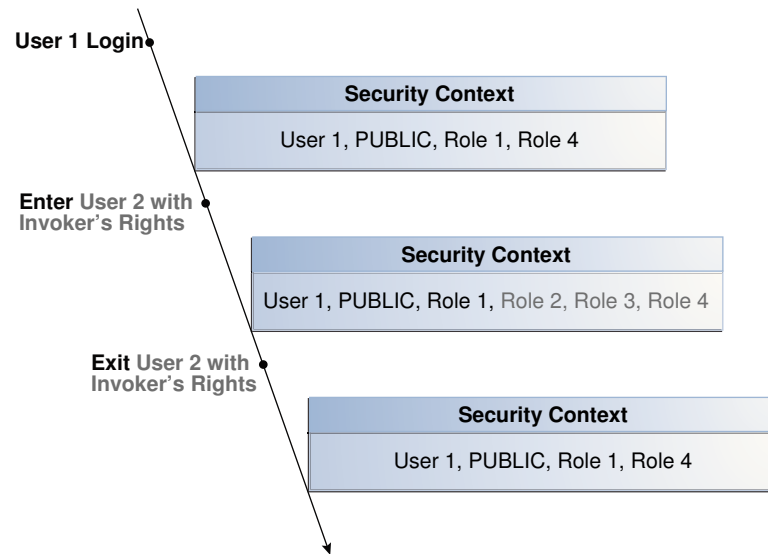 User 1 Login
Security Context
User 1, PUBLIC, Role 1, Role 4
Enter User 2 with
Invoker's Rights
Security Context
User 1, PUBLIC, Role 1, Role 2, Role 3, Role 4
Exit User 2 with
Invoker's Rights
Security Context
User 1, PUBLIC, Role 1, Role 4